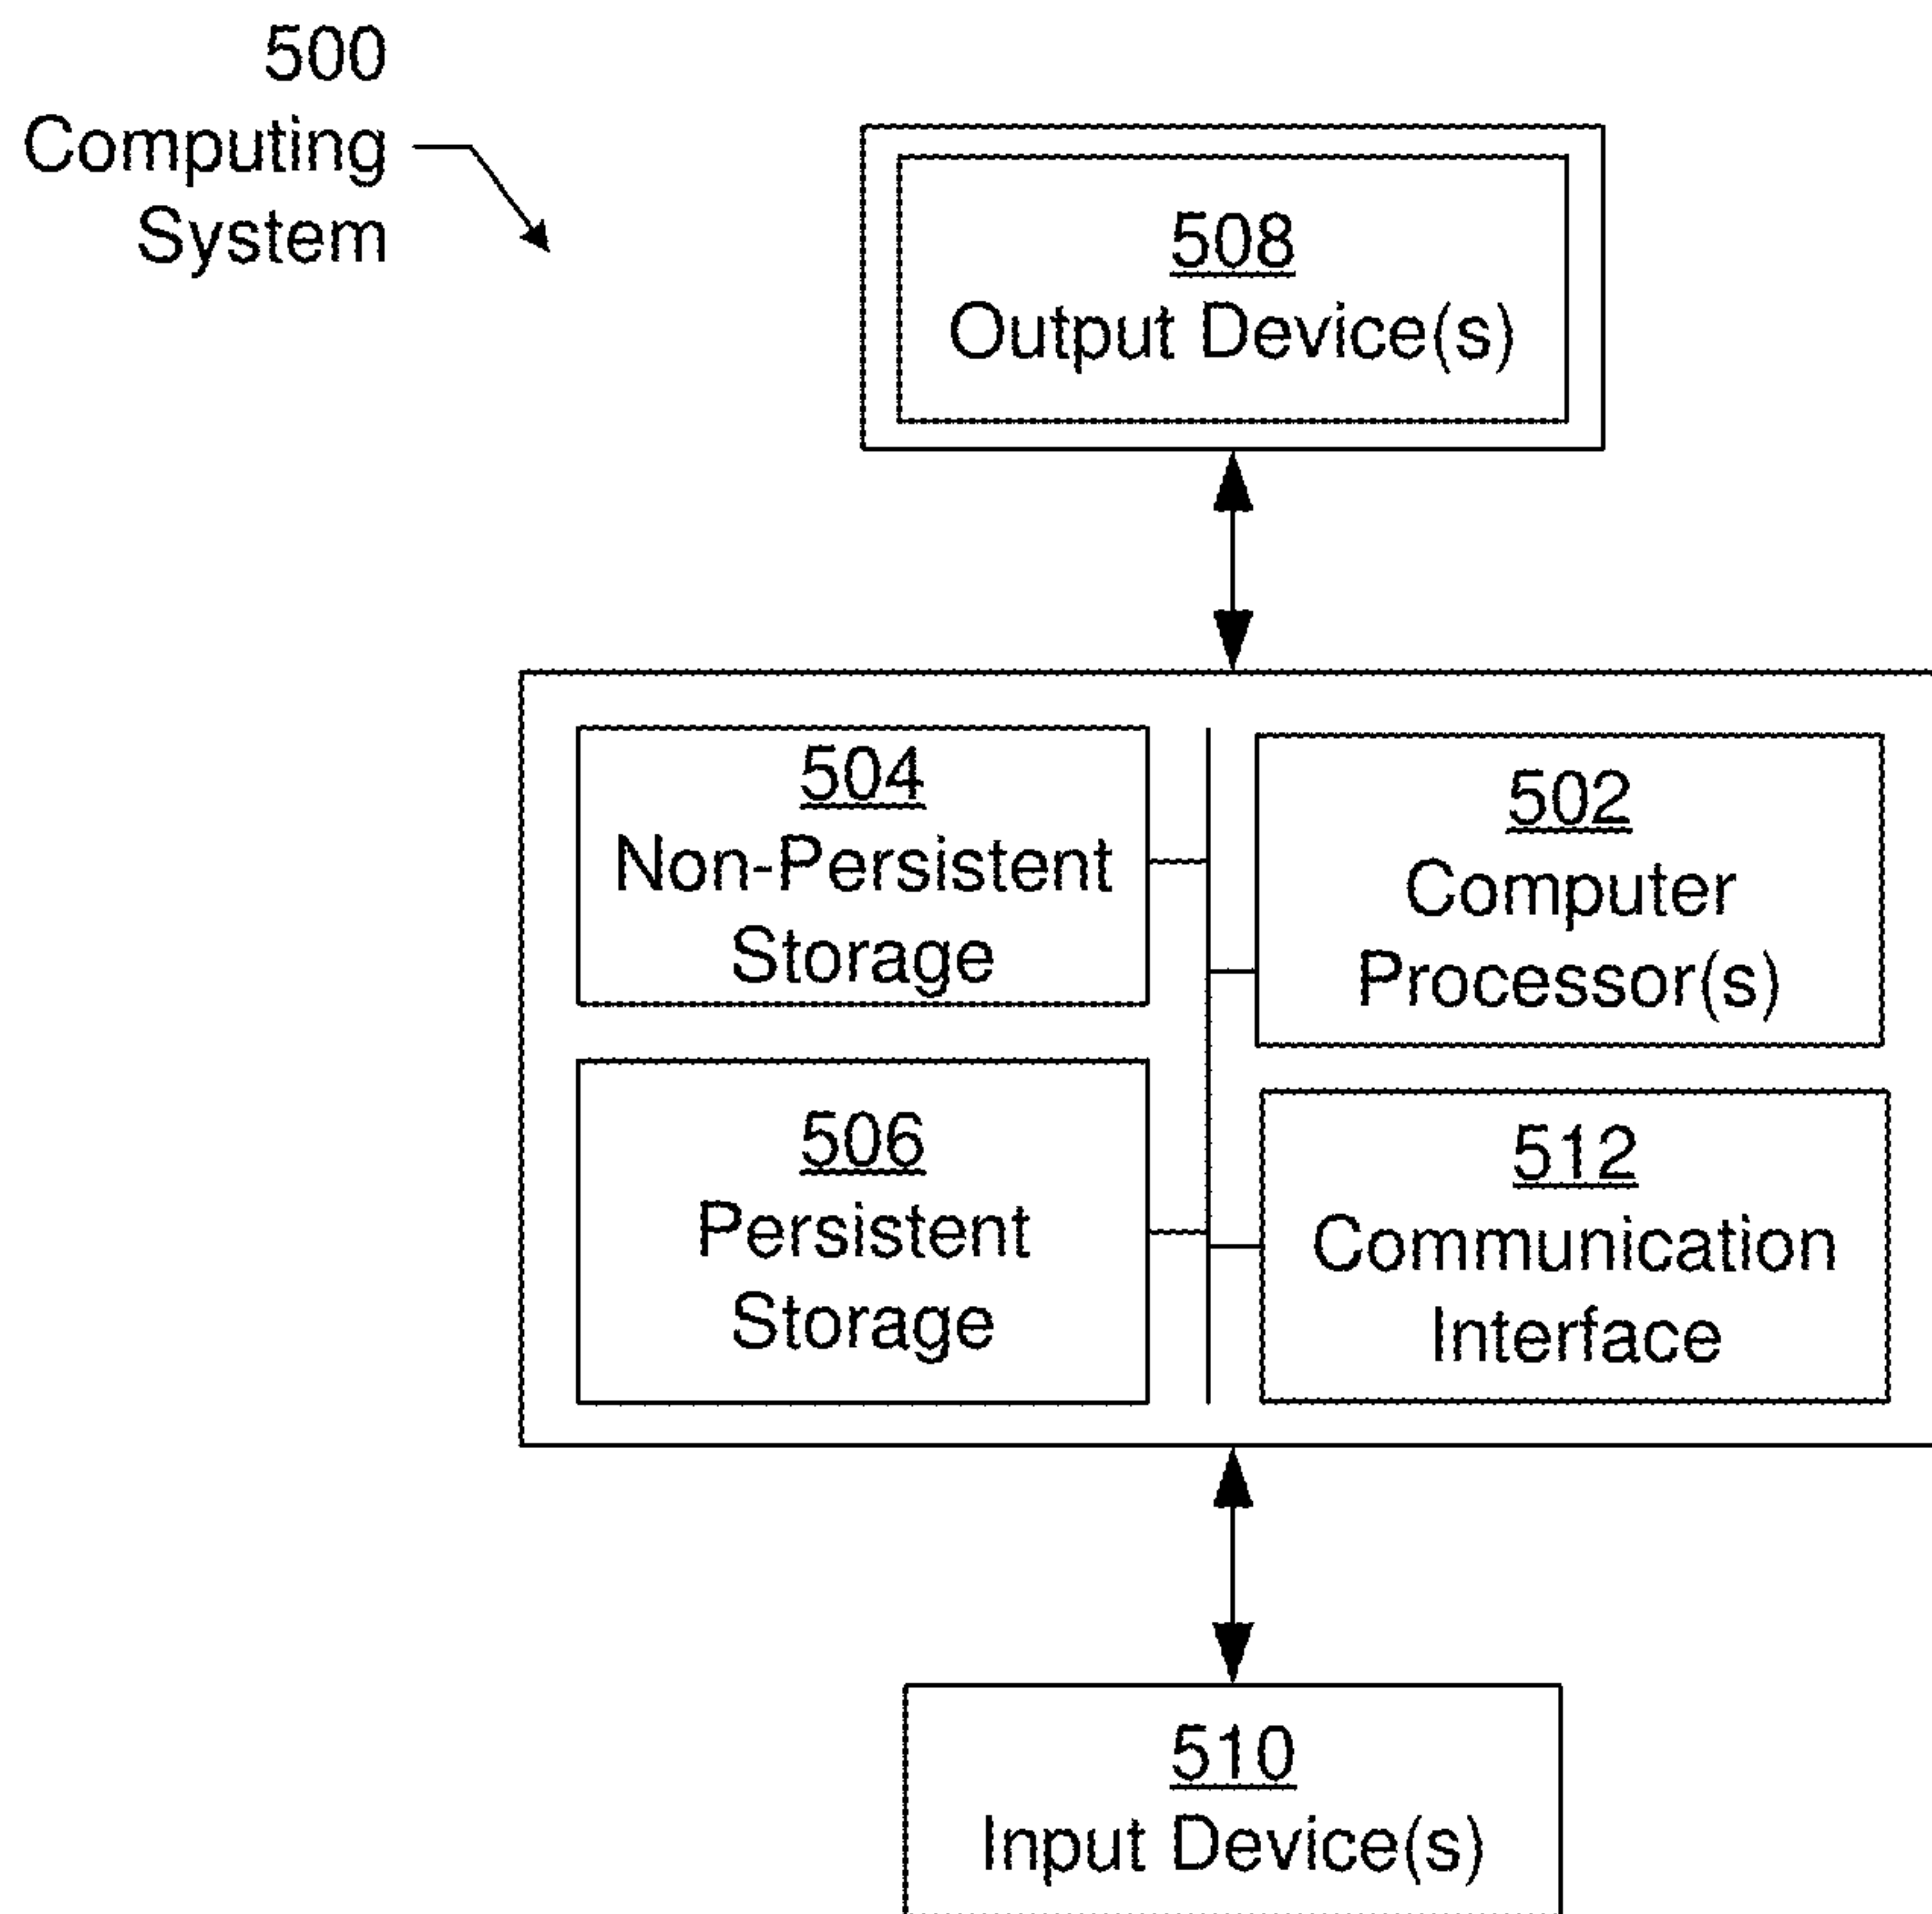 500
Computing
System
508
Output Device(s)
504
Non-Persistent
Storage
502
Computer
Processor(s)
506
Persistent
Storage
512
Communication
Interface
510
Input Device(s)